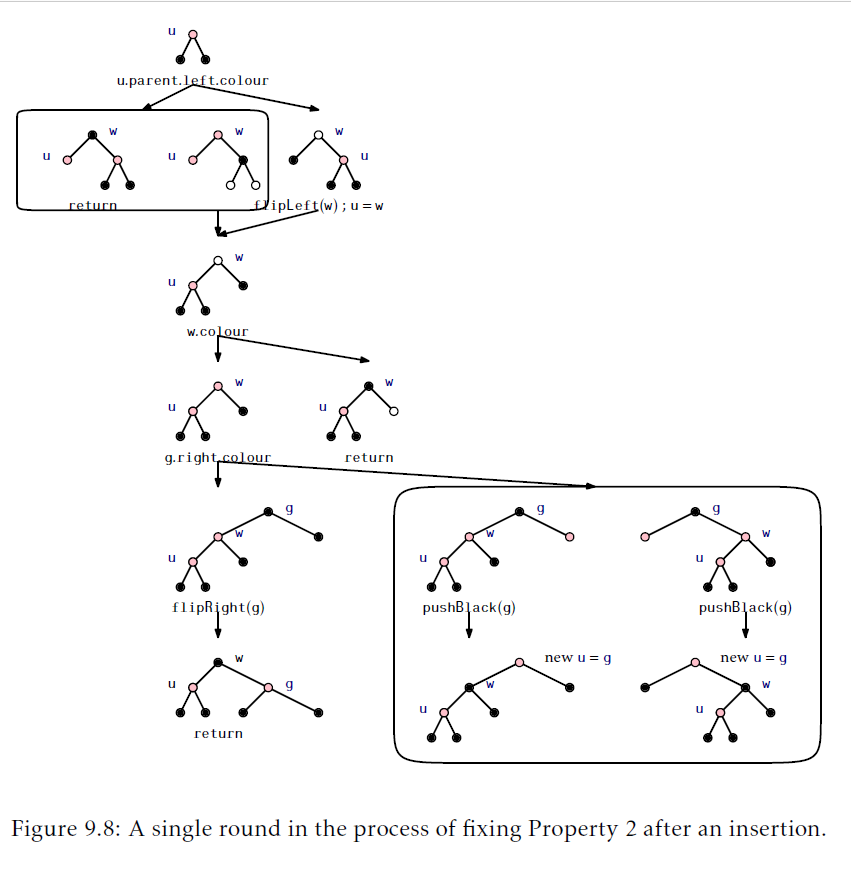 u
u.parent.left.colour
w w w
u u u
return flipLeft(w) ; u = w
w
u
w.colour
w w
u u
g.right.colour return
g g g
w w w
u u u
flipRight(g) pushBlack(g) pushBlack(g)
w new u = g new u = g
u g w w
u u
return
Figure 9.8: A single round in the process of fixing Property 2 after an insertion.